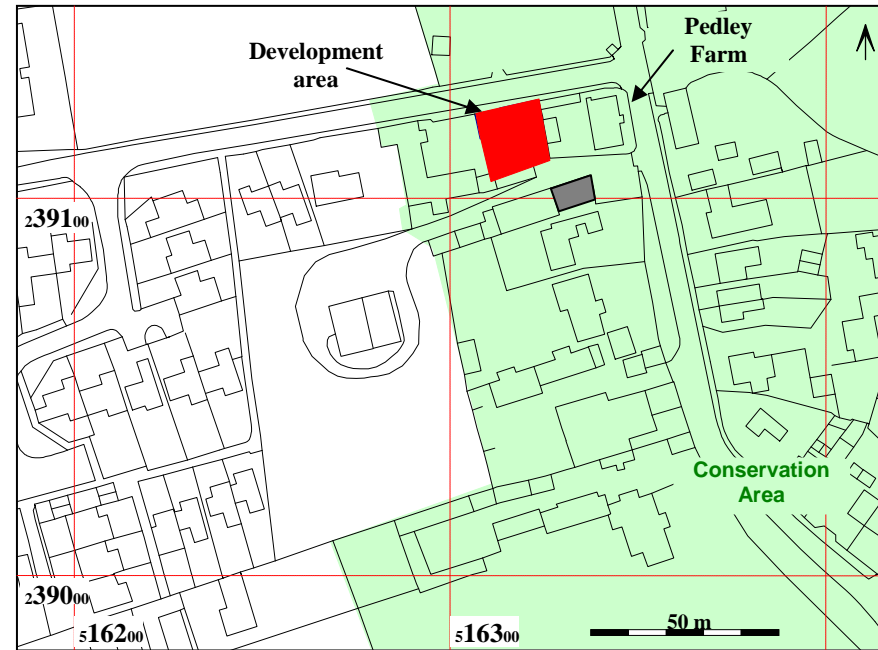 Development
area
Pedley
Farm
239100
Conservation
Area
239000
516200
516300
50 m